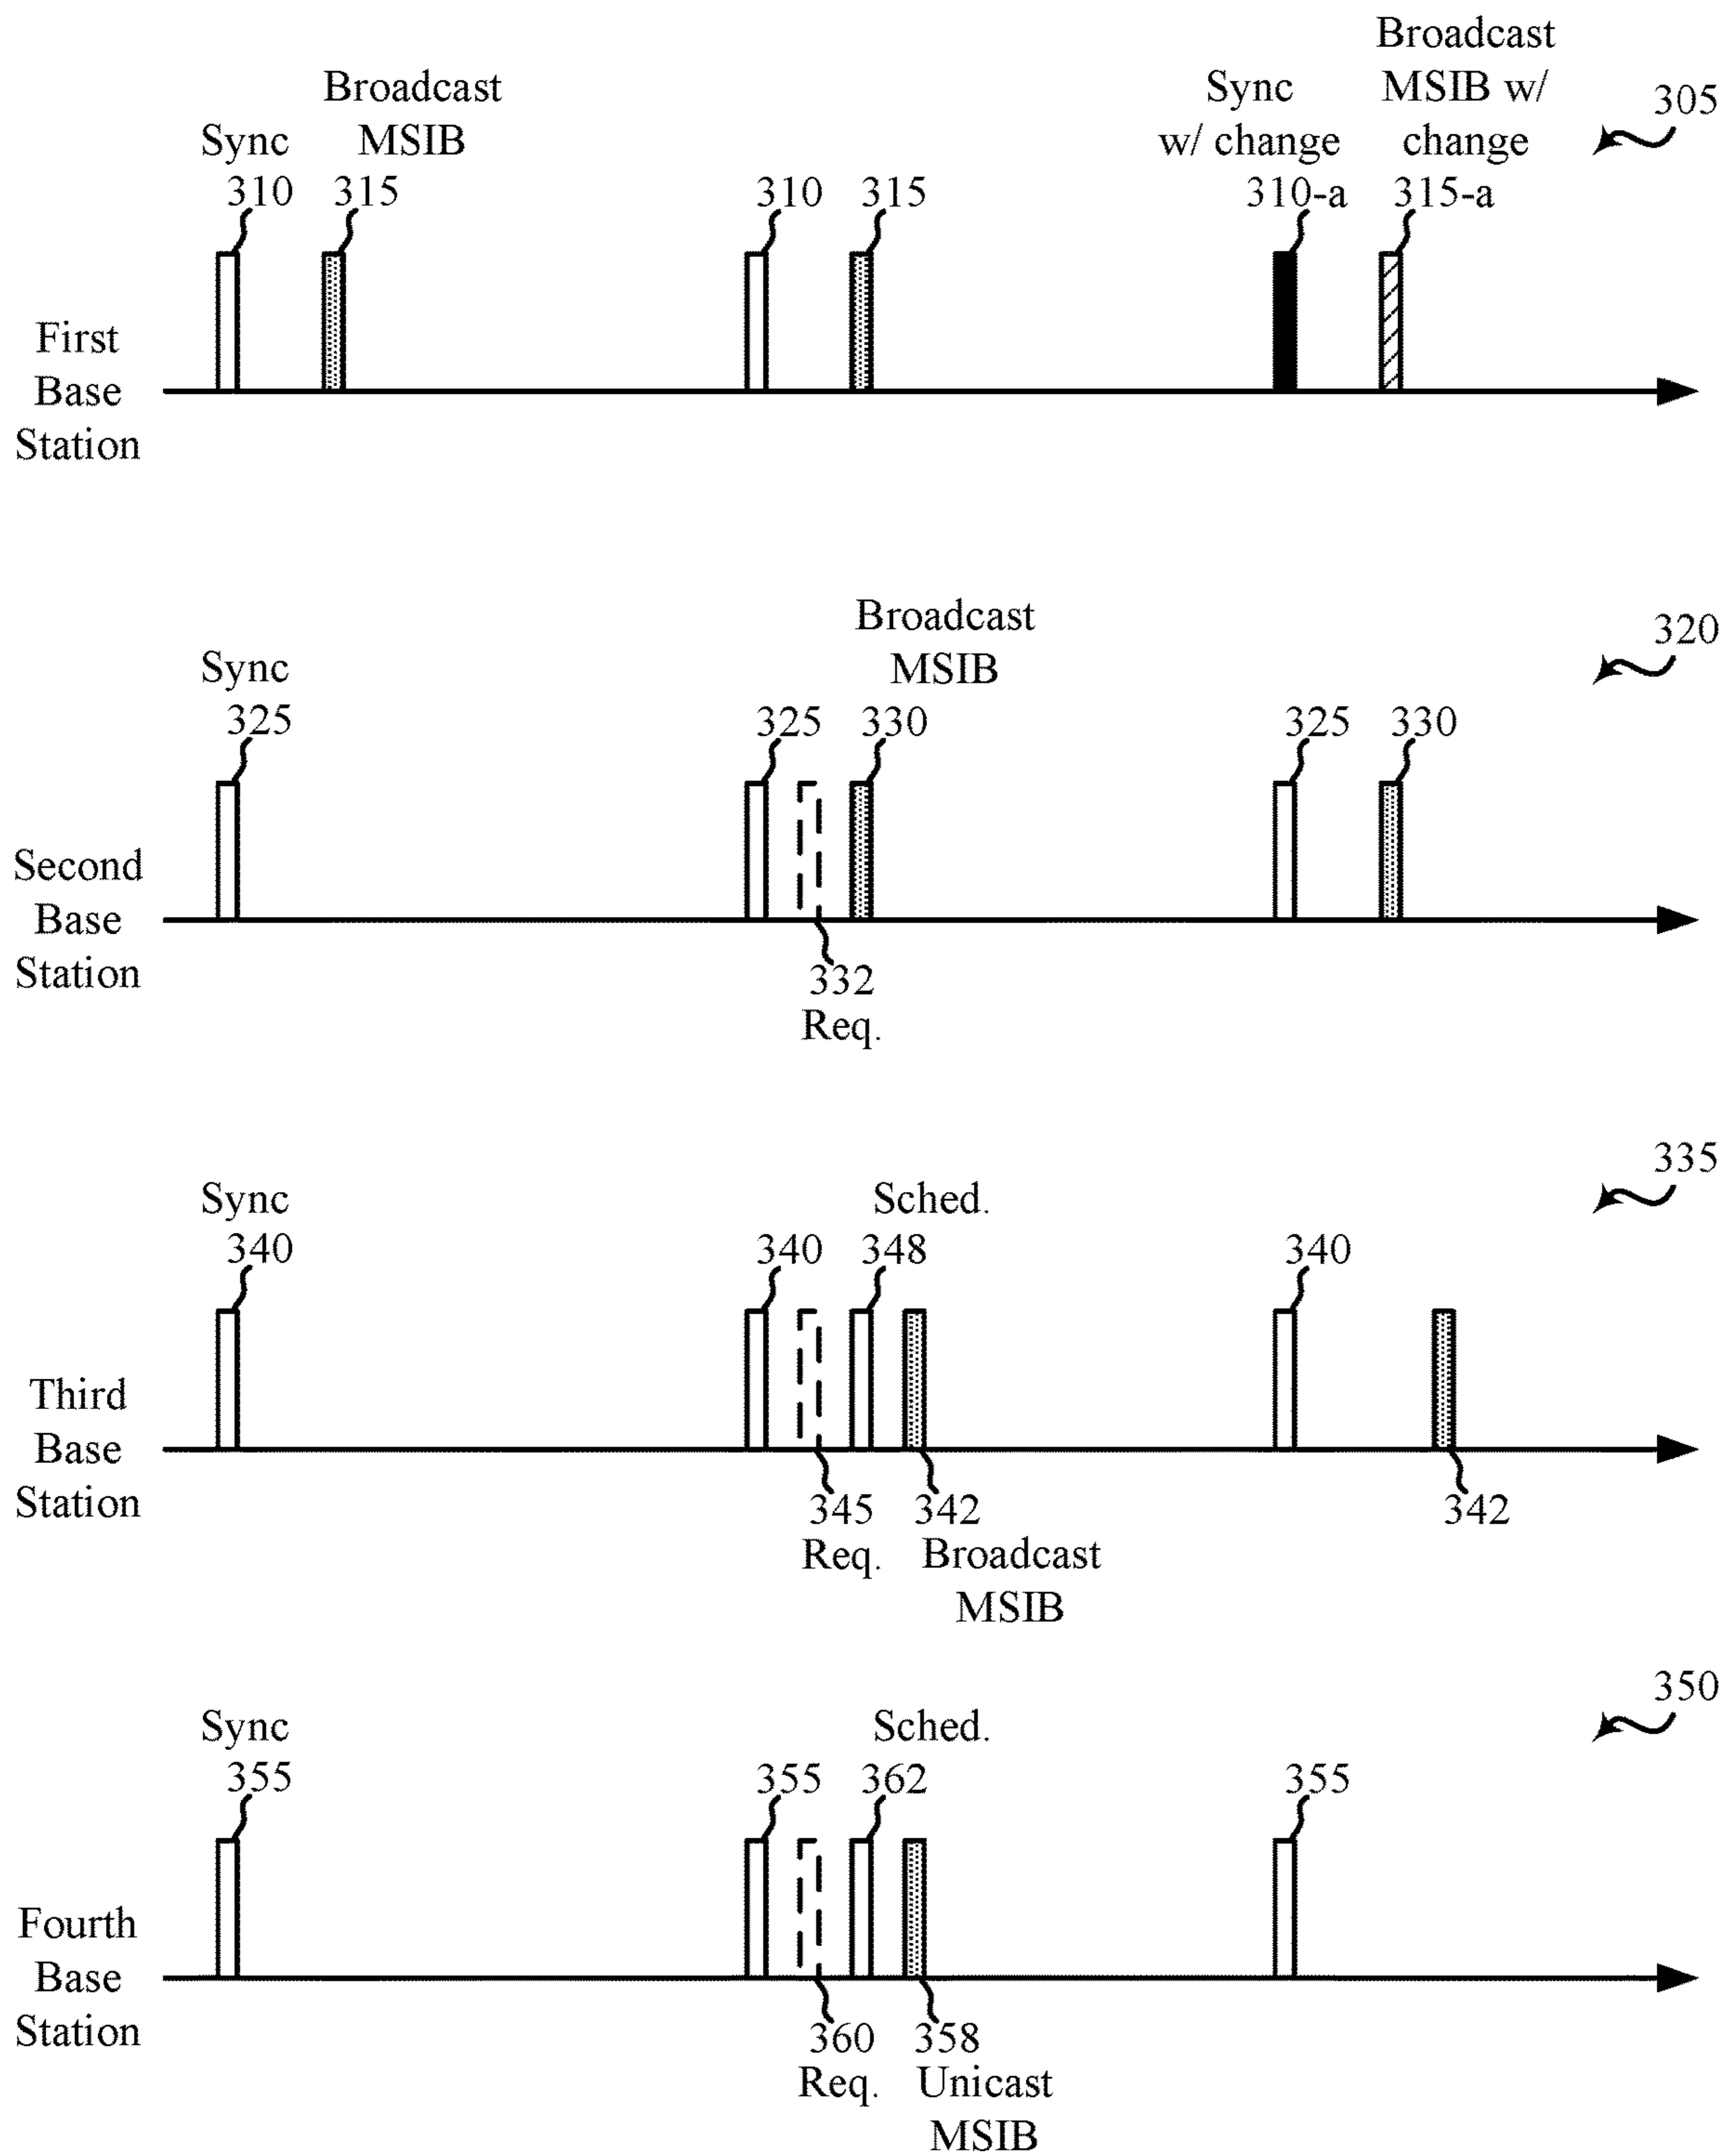 Broadcast
MSIB
Sync
310
315
310
315
Sync
w/ change
310-a
Broadcast
MSIB w/
change
315-a
305
First
Base
Station
Sync
325
Broadcast
MSIB
325
330
325
330
320
Second
Base
Station
332
Req.
Sync
340
Sched.
340
348
340
335
Third
Base
Station
345
Req.
342
Broadcast
MSIB
342
Sync
355
Sched.
355
362
355
350
Fourth
Base
Station
360
Req.
358
Unicast
MSIB